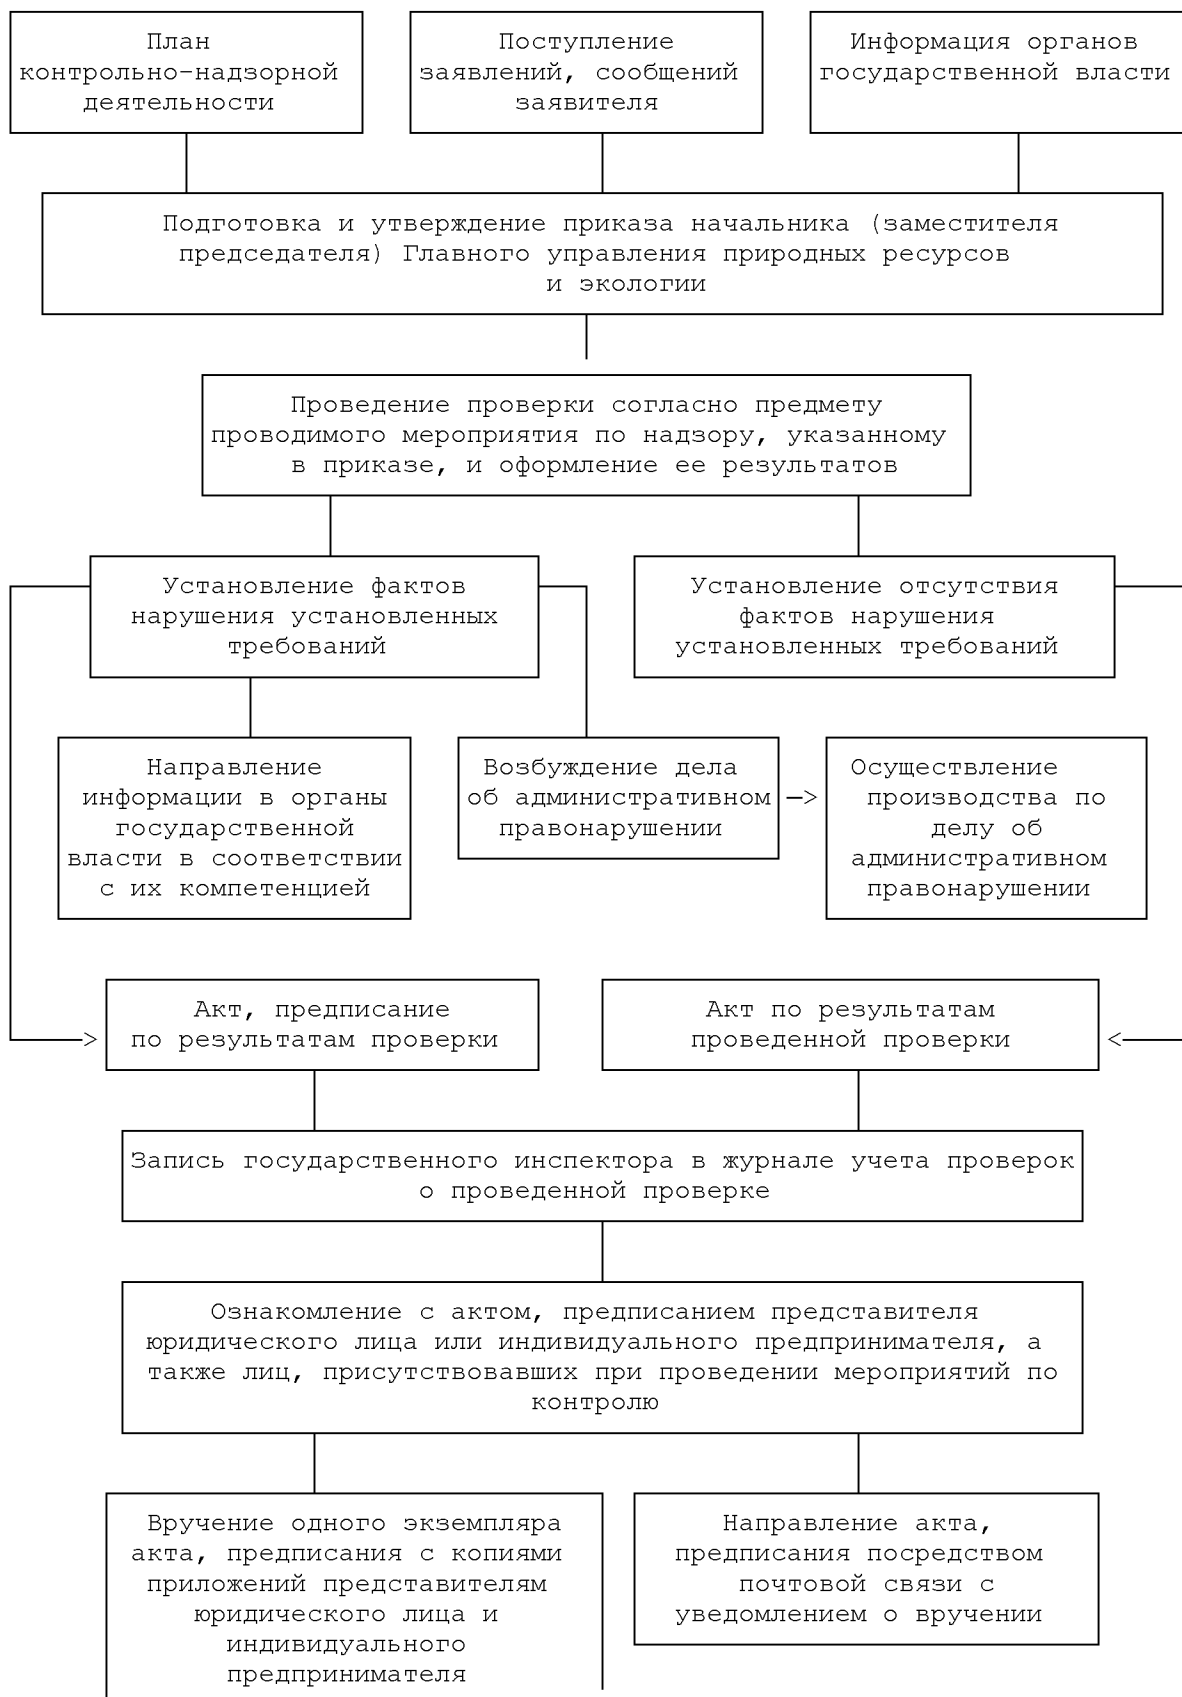 План
контрольно-надзорной
деятельности
Поступление
заявлений, сообщений
заявителя
Информация органов
государственной власти
Подготовка и утверждение приказа начальника (заместителя
председателя) Главного управления природных ресурсов
и экологии
Проведение проверки согласно предмету
проводимого мероприятия по надзору, указанному
в приказе, и оформление ее результатов
Установление фактов
нарушения установленных
требований
Установление отсутствия
фактов нарушения
установленных требований
Направление
информации в органы
государственной
власти в соответствии
с их компетенцией
Возбуждение дела
об административном
правонарушении
Осуществление
производства по
делу об
административном
правонарушении
Акт, предписание
по результатам проверки
Акт по результатам
проведенной проверки
Запись государственного инспектора в журнале учета проверок
о проведенной проверке
Ознакомление с актом, предписанием представителя
юридического лица или индивидуального предпринимателя, а
также лиц, присутствовавших при проведении мероприятий по
контролю
Вручение одного экземпляра
акта, предписания с копиями
приложений представителям
юридического лица и
индивидуального
предпринимателя
Направление акта,
предписания посредством
почтовой связи с
уведомлением о вручении